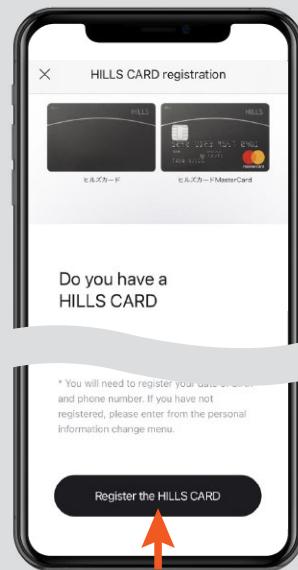 HILLS CARD registration
HILLS
HILLS
ヒルズカード
ヒルズカードMasterCard
Do you have a
HILLS CARD
* You will need to register your date of birth
and phone number. If you have not
registered, please enter from the personal
information change menu.
Register the HILLS CARD